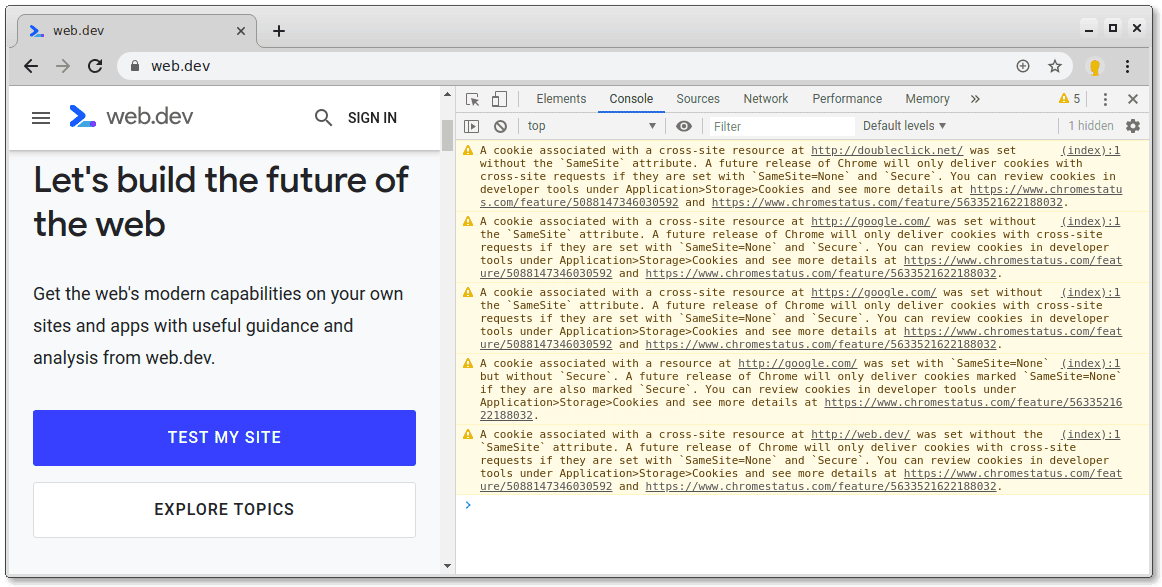 web.dev
web.dev
web.dev
SIGN IN
Let's build the future of
the web
Get the web's modern capabilities on your own
sites and apps with useful guidance and
analysis from web.dev.
TEST MY SITE
EXPLORE TOPICS
Elements Console Sources Network Performance Memory » 5
top Filter Default levels 1 hidden
A cookie associated with a cross-site resource at http://doubleclick.net/ was set (index):1
without the `SameSite` attribute. A future release of Chrome will only deliver cookies with
cross-site requests if they are set with `SameSite=None` and `Secure`. You can review cookies in
developer tools under Application>Storage>Cookies and see more details at https://www.chromestatu
s.com/feature/5088147346030592 and https://www.chromestatus.com/feature/5633521622188032.
A cookie associated with a cross-site resource at http://google.com/ was set without (index):1
the `SameSite` attribute. A future release of Chrome will only deliver cookies with cross-site
requests if they are set with `SameSite=None` and `Secure`. You can review cookies in developer
tools under Application>Storage>Cookies and see more details at https://www.chromestatus.com/feat
ure/5088147346030592 and https://www.chromestatus.com/feature/5633521622188032.
A cookie associated with a cross-site resource at https://google.com/ was set without (index):1
the `SameSite` attribute. A future release of Chrome will only deliver cookies with cross-site
requests if they are set with `SameSite=None` and `Secure`. You can review cookies in developer
tools under Application>Storage>Cookies and see more details at https://www.chromestatus.com/feat
ure/5088147346030592 and https://www.chromestatus.com/feature/5633521622188032.
A cookie associated with a resource at http://google.com/ was set with `SameSite=None` (index):1
but without `Secure`. A future release of Chrome will only deliver cookies marked `SameSite=None`
if they are also marked `Secure`. You can review cookies in developer tools under
Application>Storage>Cookies and see more details at https://www.chromestatus.com/feature/56335216
22188032.
A cookie associated with a cross-site resource at http://web.dev/ was set without the (index):1
`SameSite` attribute. A future release of Chrome will only deliver cookies with cross-site
requests if they are set with `SameSite=None` and `Secure`. You can review cookies in developer
tools under Application>Storage>Cookies and see more details at https://www.chromestatus.com/feat
ure/5088147346030592 and https://www.chromestatus.com/feature/5633521622188032.